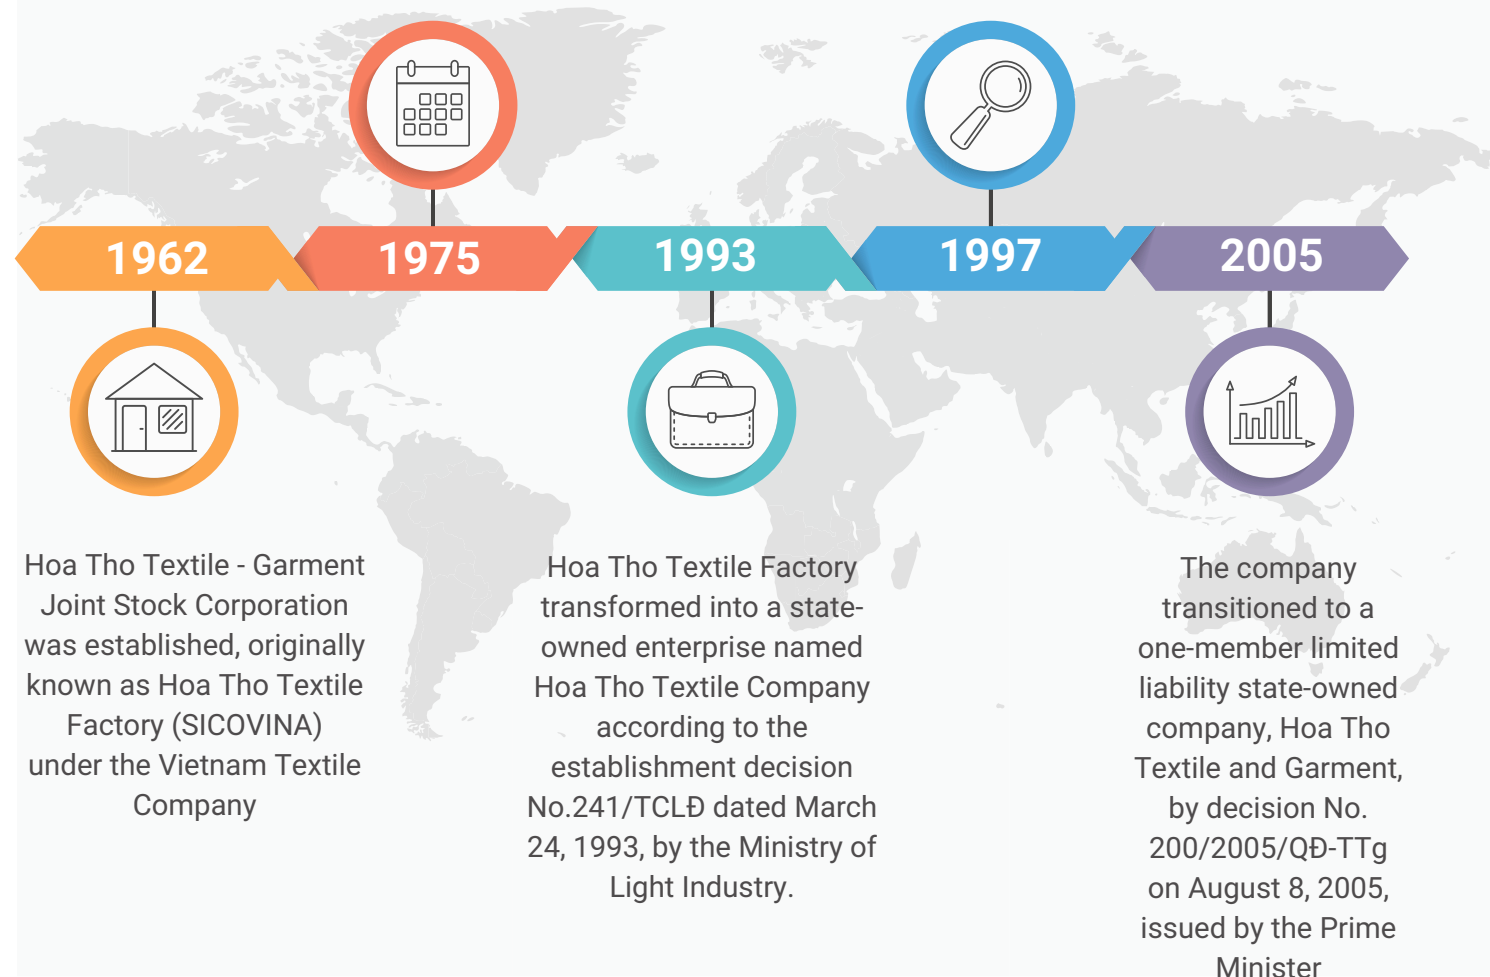 1962
1975
1993
1997
2005
Hoa Tho Textile - Garment
Joint Stock Corporation
was established, originally
known as Hoa Tho Textile
Factory (SICOVINA)
under the Vietnam Textile
Company
Hoa Tho Textile Factory
transformed into a state-
owned enterprise named
Hoa Tho Textile Company
according to the
establishment decision
No.241/TCLĐ dated March
24, 1993, by the Ministry of
Light Industry.
The company
transitioned to a
one-member limited
liability state-owned
company, Hoa Tho
Textile and Garment,
by decision No.
200/2005/QĐ-TTg
on August 8, 2005,
issued by the Prime
Minister